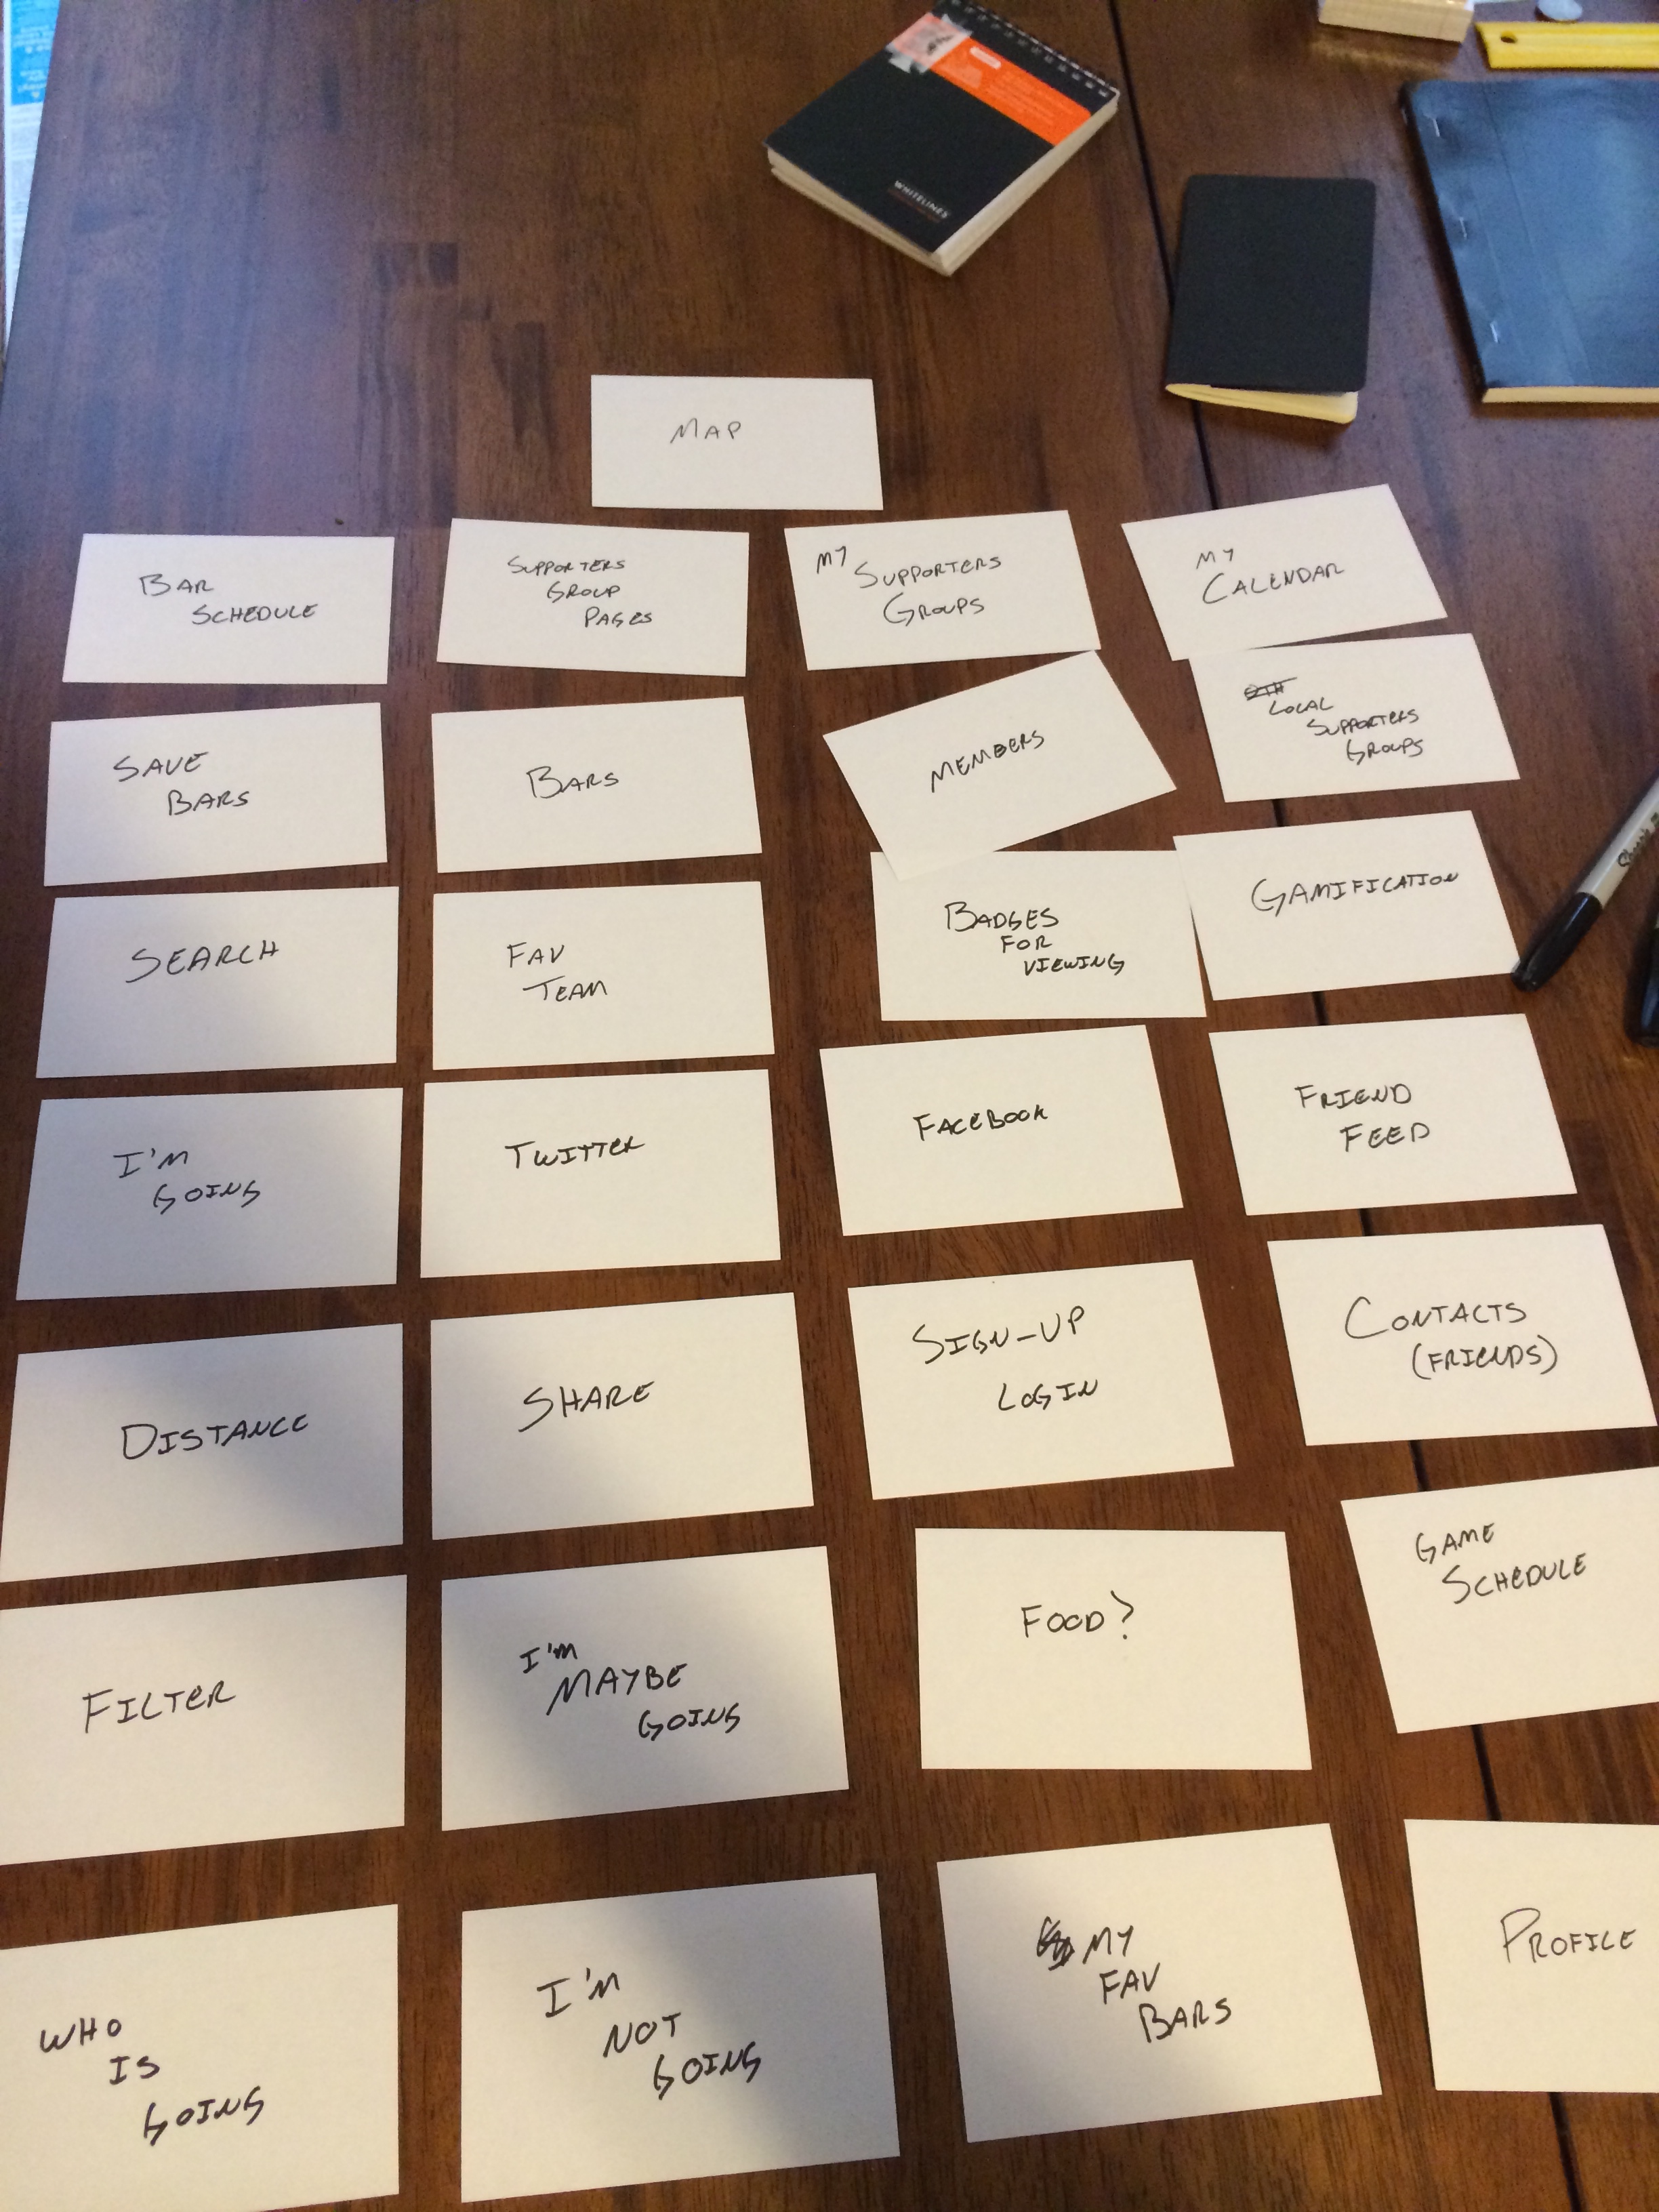 WHITELINES
MAP
BAR
SCHEDULE
SUPPORTERS
GROUP
PAGES
MY
SUPPORTERS
GROUPS
MY
CALENDAR
SAVE
BARS
BARS
MEMBERS
LOCAL
SUPPORTERS
GROUPS
SEARCH
FAV
TEAM
BADGES
FOR
VIEWING
GAMIFICATION
I'M
GOING
TWITTER
FACEBOOK
FRIEND
FEED
DISTANCE
SHARE
SIGN-UP
LOGIN
CONTACTS
(FRIENDS)
FILTER
I'M
MAYBE
GOING
FOOD?
GAME
SCHEDULE
WHO
IS
GOING
I'M
NOT
GOING
MY
FAV
BARS
PROFILE